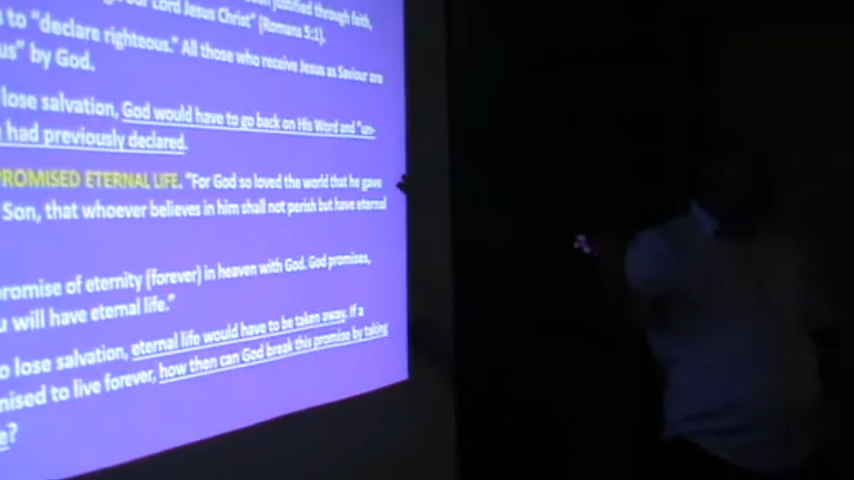 our Lord Jesus Christ" (Romans 5:1).
justified through faith,
s to "declare righteous." All those who receive Jesus as Saviour are
us" by God.
lose salvation, God would have to go back on His Word and "un-
had previously declared.
ROMISED ETERNAL LIFE. "For God so loved the world that he gave
Son, that whoever believes in him shall not perish but have eternal
romise of eternity (forever) in heaven with God. God promises,
u will have eternal life."
o lose salvation, eternal life would have to be taken away. If a
mised to live forever, how then can God break this promise by taking
e?